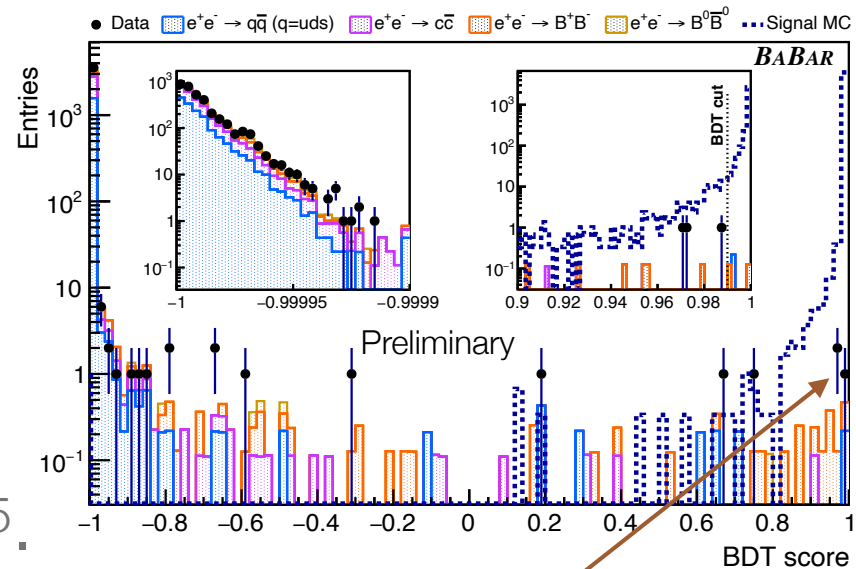 Data e⁺e⁻ → qq̅ (q=uds) e⁺e⁻ → cc̅ e⁺e⁻ → B⁺B⁻ e⁺e⁻ → B⁰B̅⁰ Signal MC
BABAR
Entries
10³
10²
10
1
10⁻¹
10³
10²
10
1
10⁻¹
-1 -0.99995 -0.9999
10³
10²
10
1
10⁻¹
BDT cut
0.9 0.92 0.94 0.96 0.98 1
Preliminary
5.
-1 -0.8 -0.6 -0.4 -0.2 0 0.2 0.4 0.6 0.8 1
BDT score